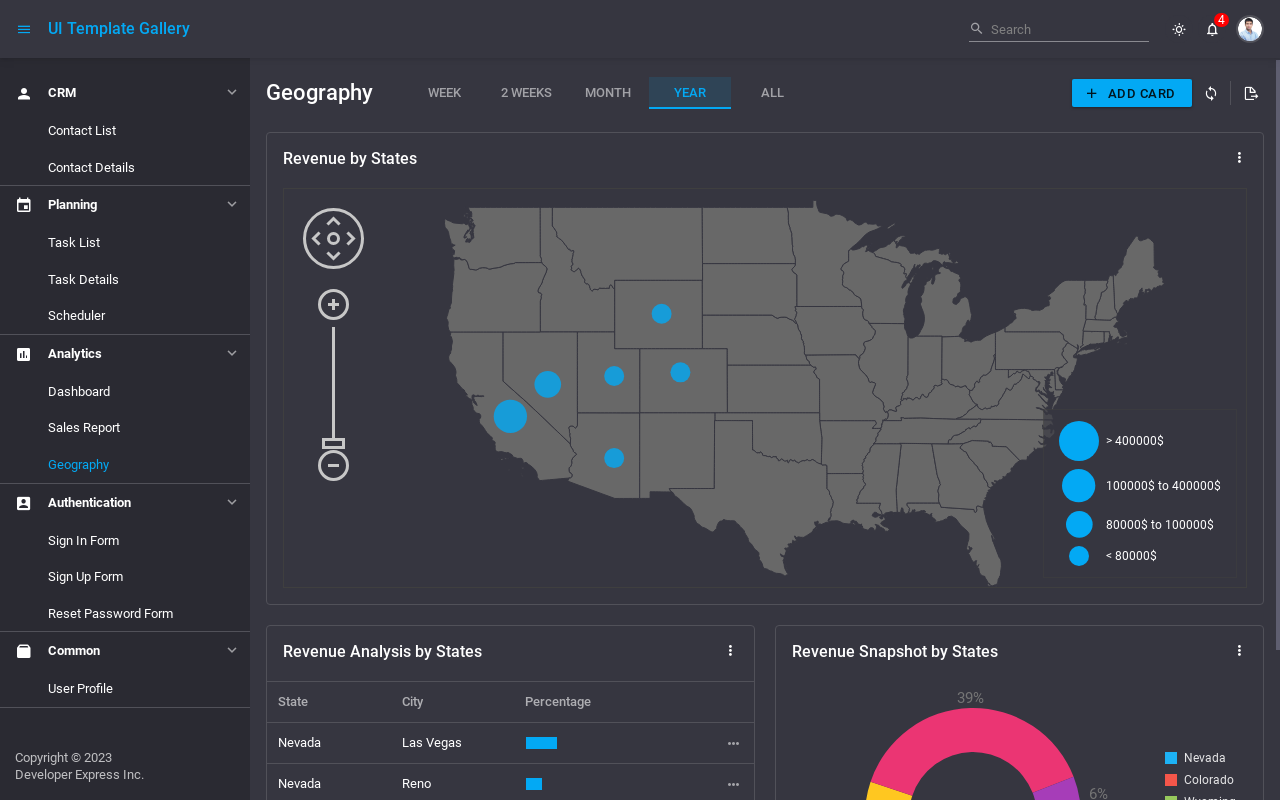 UI Template Gallery
Search
4
CRM
Contact List
Contact Details
Planning
Task List
Task Details
Scheduler
Analytics
Dashboard
Sales Report
Geography
Authentication
Sign In Form
Sign Up Form
Reset Password Form
Common
User Profile
Copyright © 2023
Developer Express Inc.
Geography
WEEK
2 WEEKS
MONTH
YEAR
ALL
ADD CARD
Revenue by States
> 400000$
100000$ to 400000$
80000$ to 100000$
< 80000$
Revenue Analysis by States
State City Percentage
Nevada Las Vegas
Nevada Reno
Revenue Snapshot by States
39%
6%
Nevada
Colorado
Wyoming